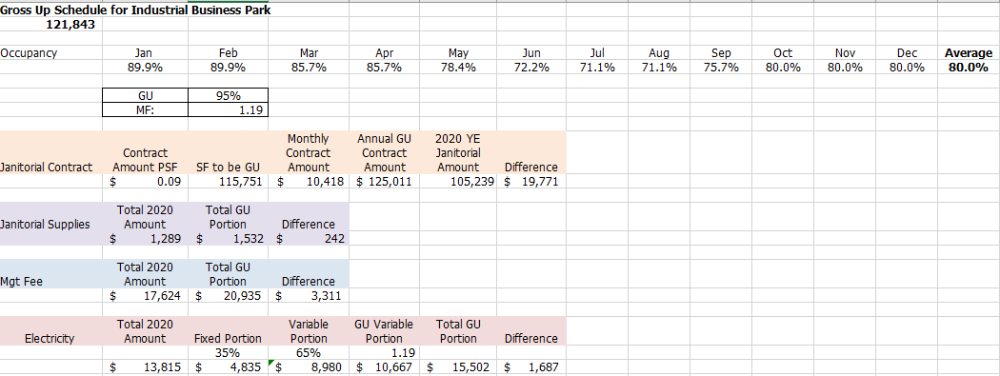 Gross Up Schedule for Industrial Business Park
121,843
Occupancy Jan Feb Mar Apr May Jun Jul Aug Sep Oct Nov Dec Average
89.9% 89.9% 85.7% 85.7% 78.4% 72.2% 71.1% 71.1% 75.7% 80.0% 80.0% 80.0% 80.0%
GU 95%
MF: 1.19
Monthly Annual GU 2020 YE
Contract Contract Contract Janitorial
Janitorial Contract Amount PSF SF to be GU Amount Amount Amount Difference
$ 0.09 115,751 $ 10,418 $ 125,011 105,239 $ 19,771
Total 2020 Total GU
Janitorial Supplies Amount Portion Difference
$ 1,289 $ 1,532 $ 242
Total 2020 Total GU
Mgt Fee Amount Portion Difference
$ 17,624 $ 20,935 $ 3,311
Total 2020 Variable GU Variable Total GU
Electricity Amount Fixed Portion Portion Portion Portion Difference
35% 65% 1.19
$ 13,815 $ 4,835 $ 8,980 $ 10,667 $ 15,502 $ 1,687